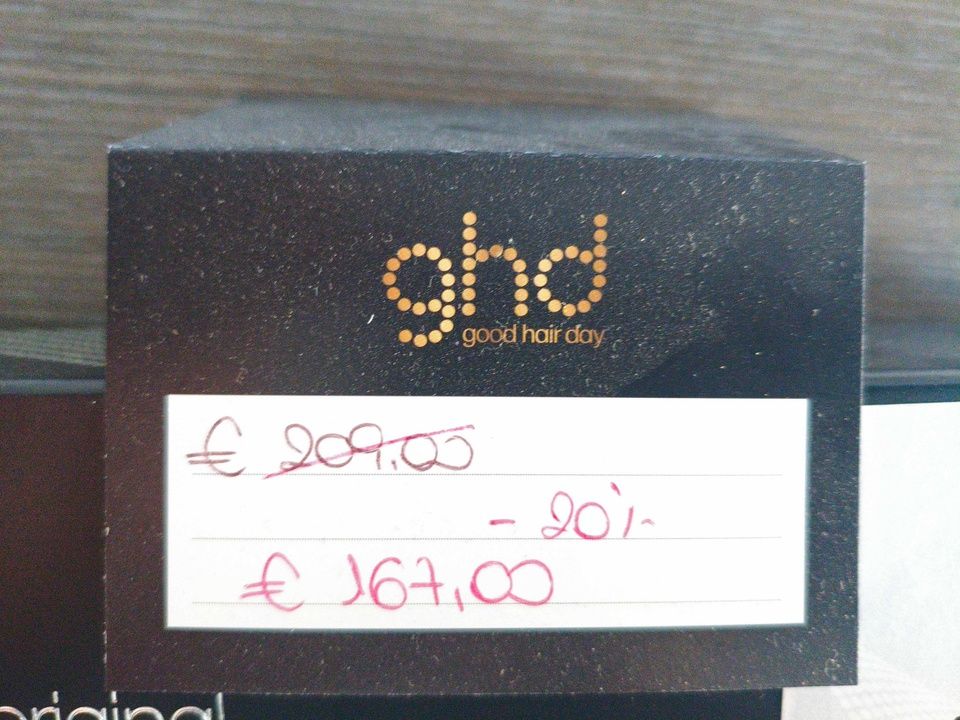 ghd
good hair day
€ 209.00
- 20%
€ 167,00
original